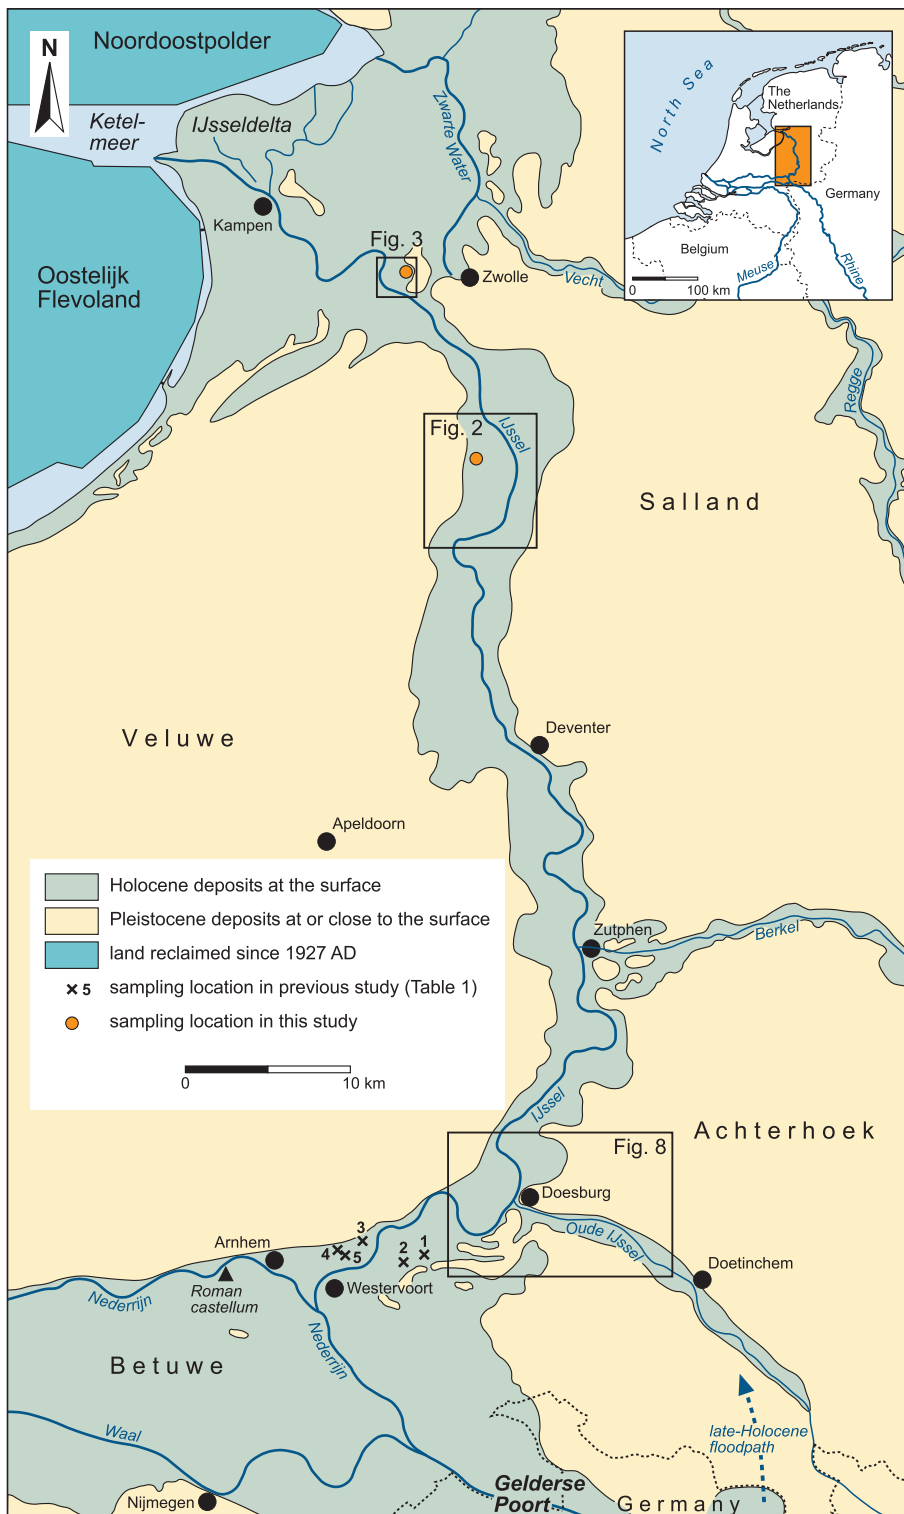 Noordoostpolder
N
Ketel-
meer
IJsseldelta
Zwarte Water
Kampen
Fig. 3
Zwolle
Vecht
Oostelijk
Flevoland
North Sea
The
Netherlands
Germany
Belgium
Meuse
Rhine
0 100 km
Regge
Fig. 2
IJssel
Salland
Veluwe
Deventer
Apeldoorn
Holocene deposits at the surface
Pleistocene deposits at or close to the surface
land reclaimed since 1927 AD
5 sampling location in previous study (Table 1)
sampling location in this study
0 10 km
Zutphen
Berkel
IJssel
Achterhoek
Fig. 8
Doesburg
Oude IJssel
Doetinchem
Arnhem
3
4
5
2
1
Westervoort
Roman
castellum
Nederrijn
Nederrijn
Betuwe
Waal
Nijmegen
late-Holocene
floodpath
Gelderse
Poort
Germany